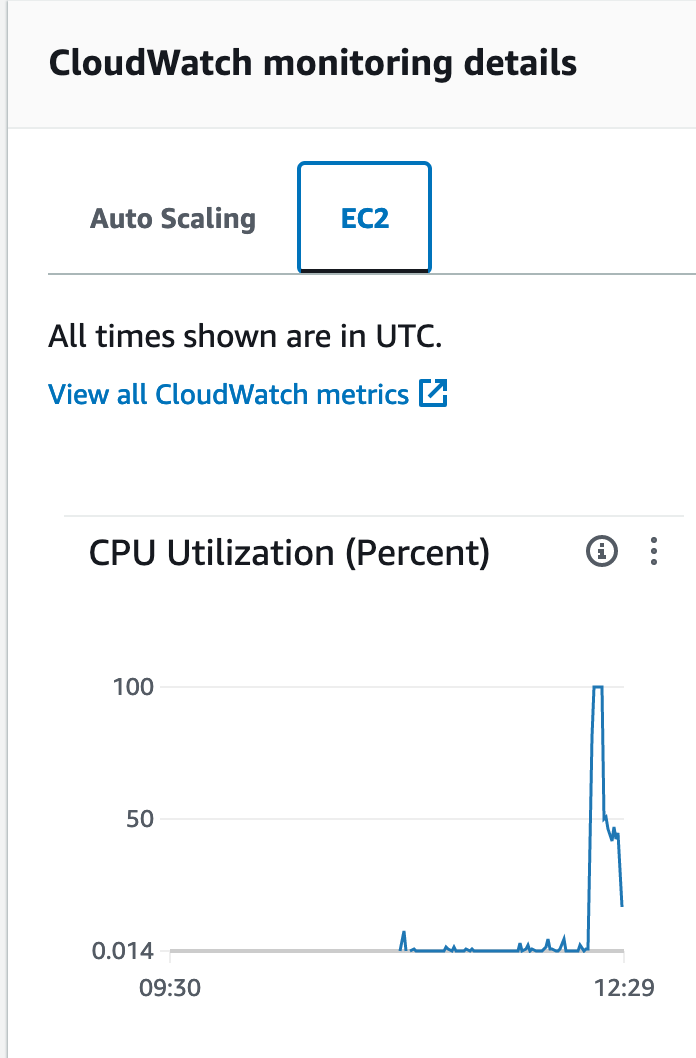 CloudWatch monitoring details
Auto Scaling EC2
All times shown are in UTC.
View all CloudWatch metrics
CPU Utilization (Percent)
100
50
0.014
09:30 12:29